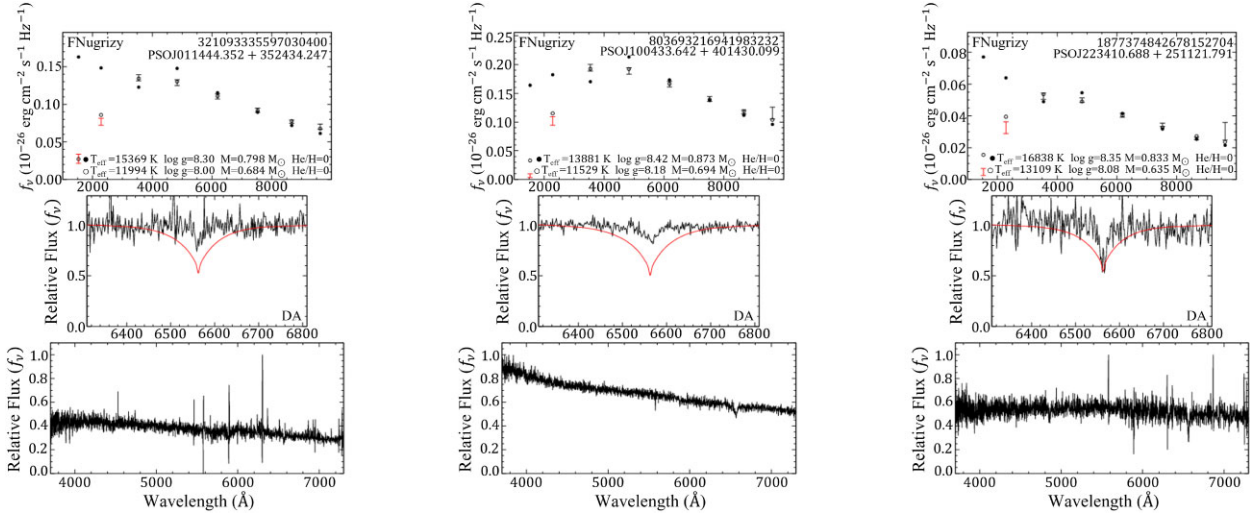 FNugrizy
3210933355597030400
PSOJ011444.352 + 352434.247
f_ν (10⁻²⁶ erg cm⁻² s⁻¹ Hz⁻¹)
0.15
0.10
0.05
0.00
● T_eff =15369 K log g=8.30 M=0.798 M⊙ He/H=0
○ T_eff =11994 K log g=8.00 M=0.684 M⊙ He/H=0.
2000 4000 6000 8000
Relative Flux (f_ν)
1.0
0.5
0.0
DA
6400 6500 6600 6700 6800
Relative Flux (f_ν)
1.0
0.8
0.6
0.4
0.2
0.0
4000 5000 6000 7000
Wavelength (Å)
FNugrizy
803693216941983232
PSOJ100433.642 + 401430.099
0.25
0.20
0.15
0.10
0.05
0.00
● T_eff =13881 K log g=8.42 M=0.873 M⊙ He/H=0
○ T_eff =11529 K log g=8.18 M=0.694 M⊙ He/H=0.
2000 4000 6000 8000
Relative Flux (f_ν)
1.0
0.5
0.0
DA
6400 6500 6600 6700 6800
Relative Flux (f_ν)
1.0
0.8
0.6
0.4
0.2
0.0
4000 5000 6000 7000
Wavelength (Å)
FNugrizy
1877374842678152704
PSOJ223410.688 + 251121.791
f_ν (10⁻²⁶ erg cm⁻² s⁻¹ Hz⁻¹)
0.08
0.06
0.04
0.02
0.00
● T_eff =16838 K log g=8.35 M=0.833 M⊙ He/H=0
○ T_eff =13109 K log g=8.08 M=0.635 M⊙ He/H=0.
2000 4000 6000 8000
Relative Flux (f_ν)
1.0
0.5
0.0
DA
6400 6500 6600 6700 6800
Relative Flux (f_ν)
1.0
0.8
0.6
0.4
0.2
0.0
4000 5000 6000 7000
Wavelength (Å)